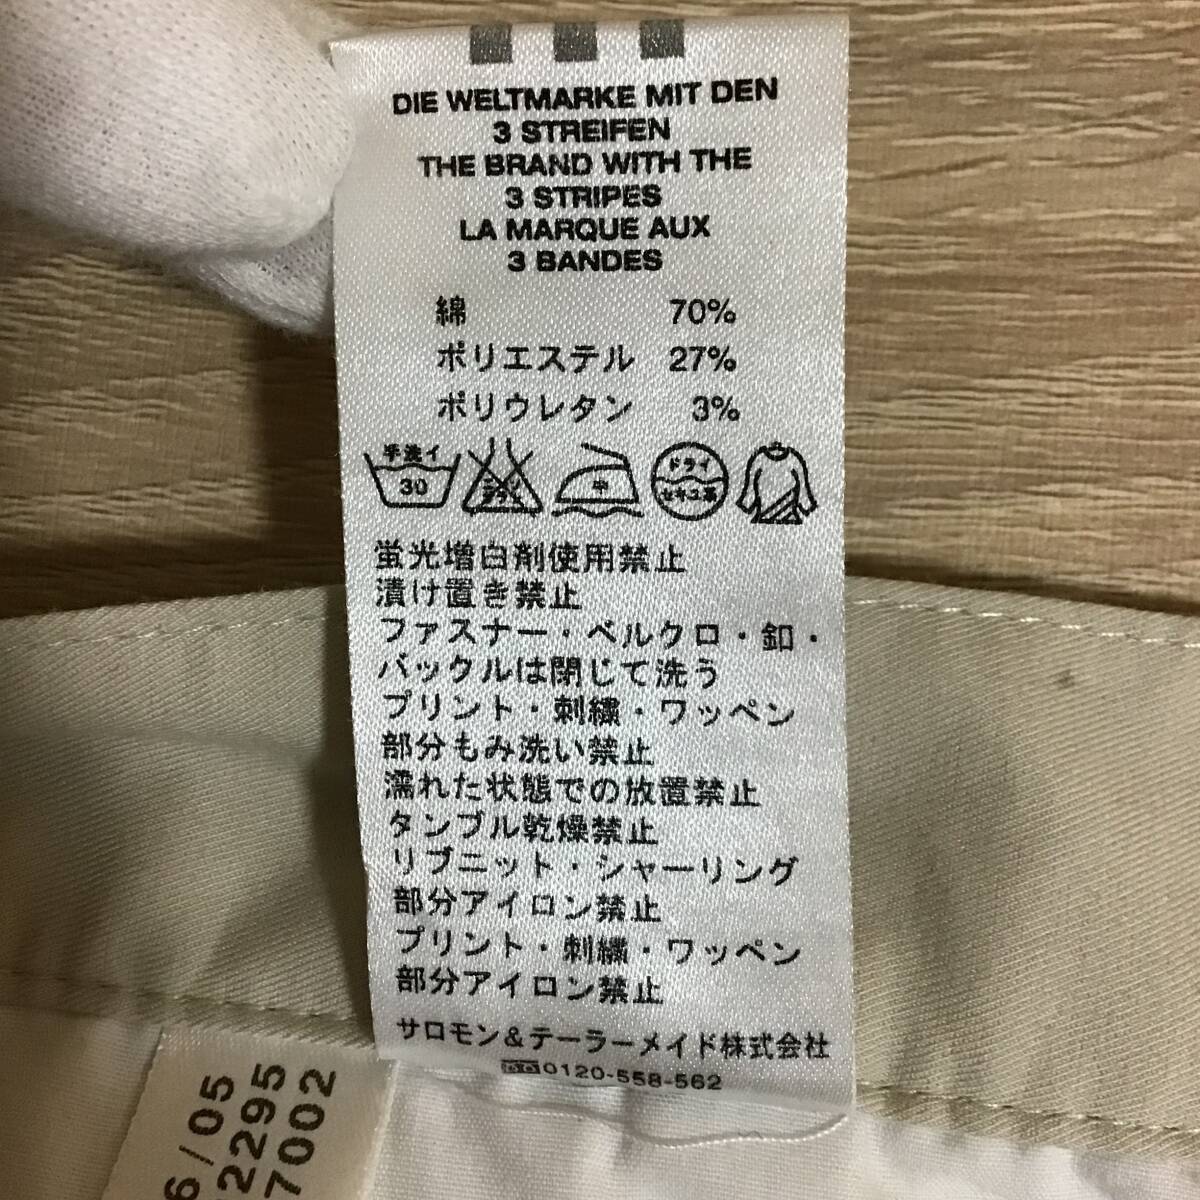 DIE WELTMARKE MIT DEN
3 STREIFEN
THE BRAND WITH THE
3 STRIPES
LA MARQUE AUX
3 BANDES
綿 70%
ポリエステル 27%
ポリウレタン 3%
手洗イ 30 エンソ 中 ドライ セキユ系
蛍光増白剤使用禁止
漬け置き禁止
ファスナー・ベルクロ・釦・
バックルは閉じて洗う
プリント・刺繍・ワッペン
部分もみ洗い禁止
濡れた状態での放置禁止
タンブル乾燥禁止
リブニット・シャーリング
部分アイロン禁止
プリント・刺繍・ワッペン
部分アイロン禁止
サロモン&テーラーメイド株式会社
0120-558-562
6/05
2295
7002